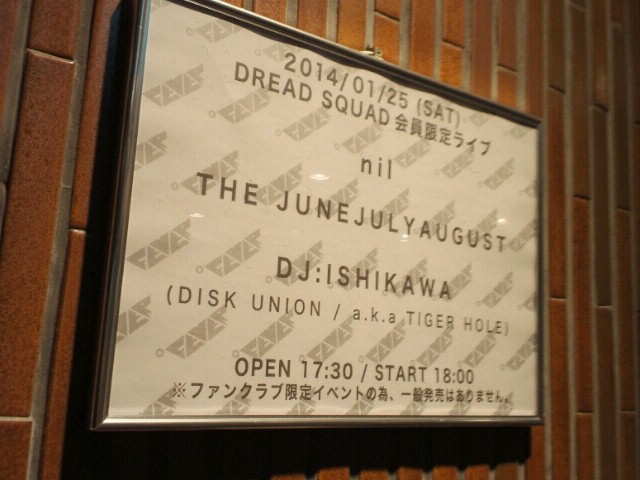 2014/01/25 (SAT)
DREAD SQUAD 会員限定ライブ
nil
THE JUNEJULYAUGUST
DJ:ISHIKAWA
(DISK UNION / a.k.a TIGER HOLE)
OPEN 17:30 / START 18:00
※ファンクラブ限定イベントの為、一般発売はありません。